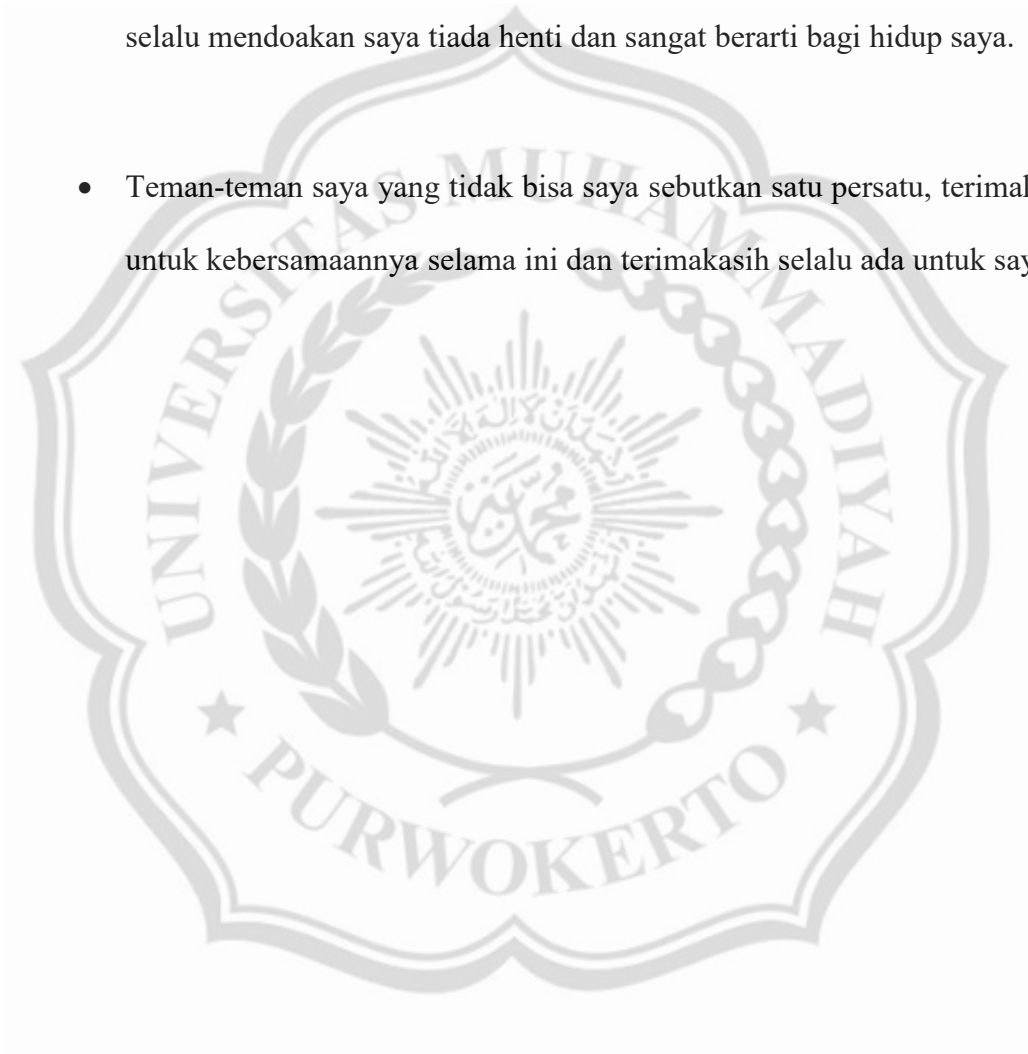 selalu mendoakan saya tiada henti dan sangat berarti bagi hidup saya.
• Teman-teman saya yang tidak bisa saya sebutkan satu persatu,
untuk kebersamaannya selama ini dan terimakasih selalu ada untuk
UNIVERSITAS MUHAMMADIYAH
PURWOKERTO